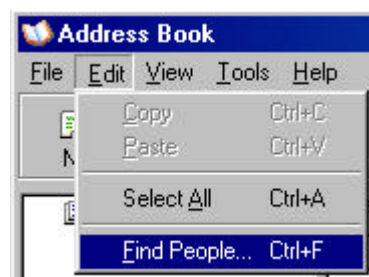 Address Book
File Edit View Tools Help
Copy Ctrl+C
Paste Ctrl+V
Select All Ctrl+A
Find People... Ctrl+F